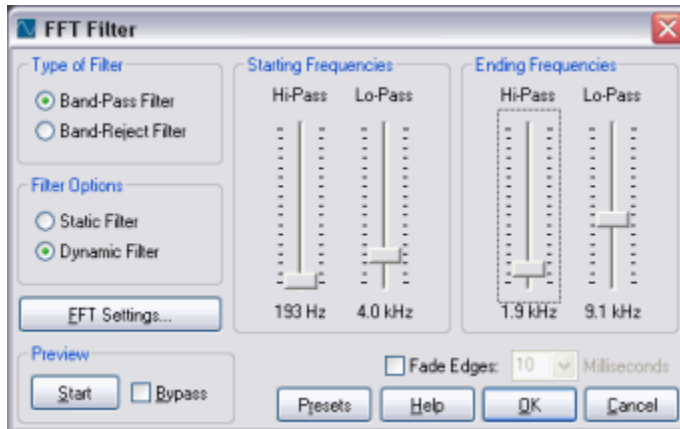 FFT Filter
Type of Filter
Band-Pass Filter
Band-Reject Filter
Filter Options
Static Filter
Dynamic Filter
FFT Settings...
Preview
Start
Bypass
Starting Frequencies
Hi-Pass Lo-Pass
193 Hz 4.0 kHz
Ending Frequencies
Hi-Pass Lo-Pass
1.9 kHz 9.1 kHz
Fade Edges: 10 Milliseconds
Presets Help OK Cancel